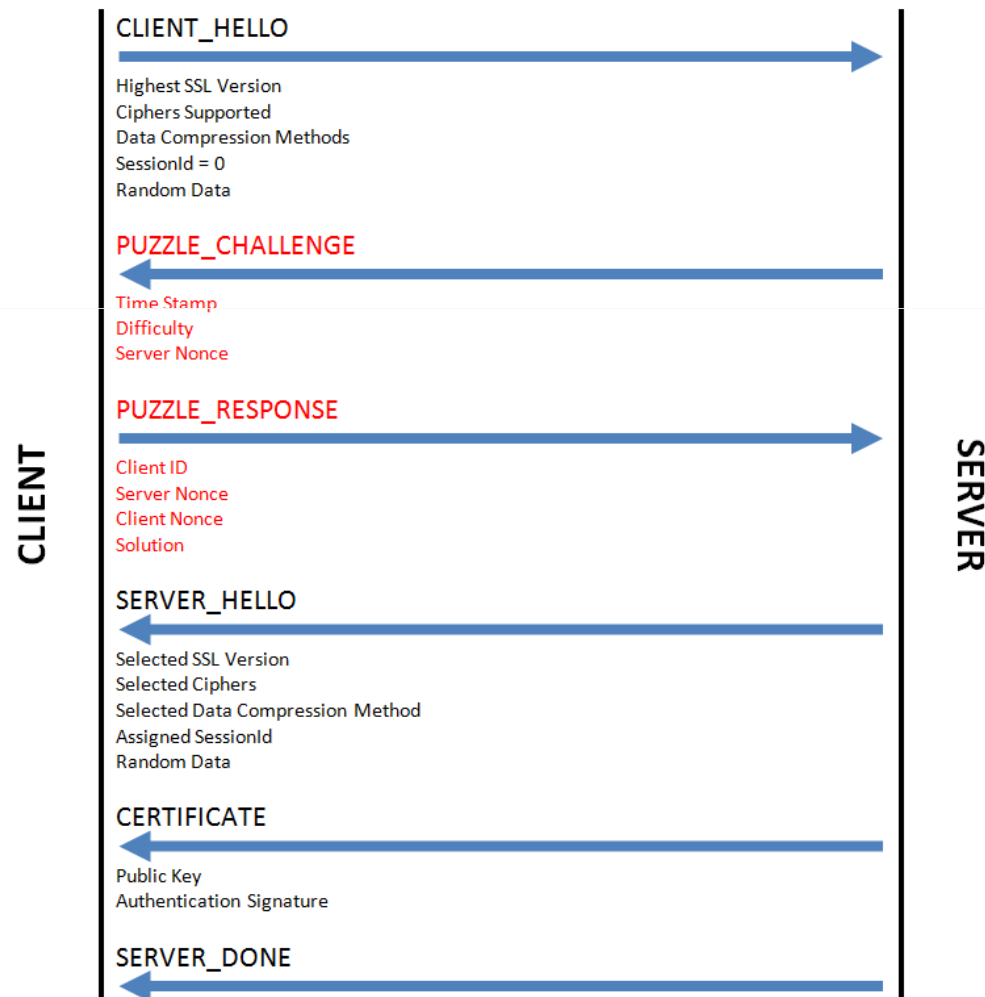 CLIENT_HELLO
Highest SSL Version
Ciphers Supported
Data Compression Methods
SessionId = 0
Random Data
PUZZLE_CHALLENGE
Time Stamp
Difficulty
Server Nonce
PUZZLE_RESPONSE
Client ID
Server Nonce
Client Nonce
Solution
CLIENT
SERVER
SERVER_HELLO
Selected SSL Version
Selected Ciphers
Selected Data Compression Method
Assigned SessionId
Random Data
CERTIFICATE
Public Key
Authentication Signature
SERVER_DONE